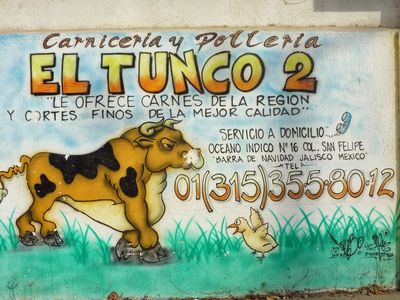 Carniceria y Polleria
EL TUNCO 2
"LE OFRECE CARNES DE LA REGION
Y CORTES FINOS DE LA MEJOR CALIDAD"
SERVICIO A DOMICILIO
OCEANO INDICO Nº 16 COL. SAN FELIPE
"BARRA DE NAVIDAD JALISCO MEXICO"
TEL
01(315)355-80-12